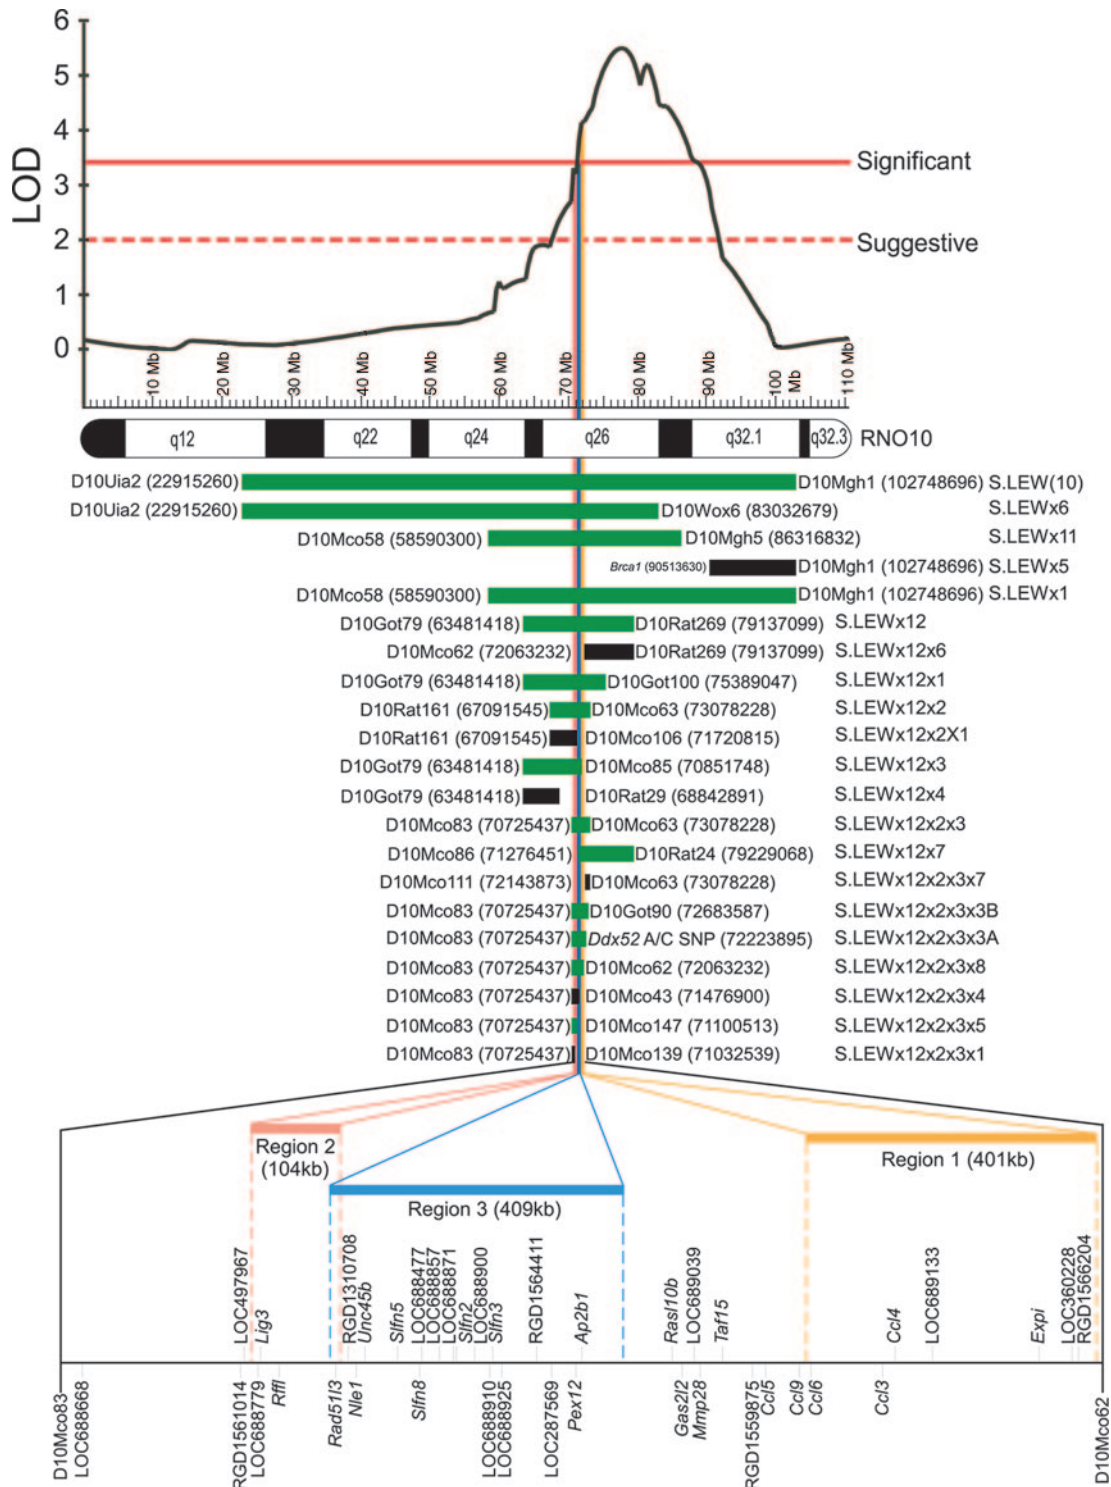 6
5
4
3
2
1
0
LOD
Significant
Suggestive
10 Mb
20 Mb
30 Mb
40 Mb
50 Mb
60 Mb
70 Mb
80 Mb
90 Mb
100 Mb
110 Mb
q12
q22
q24
q26
q32.1
q32.3
RNO10
D10Uia2 (22915260) D10Mgh1 (102748696) S.LEW(10)
D10Uia2 (22915260) D10Wox6 (83032679) S.LEWx6
D10Mco58 (58590300) D10Mgh5 (86316832) S.LEWx11
Brca1 (90513630) D10Mgh1 (102748696) S.LEWx5
D10Mco58 (58590300) D10Mgh1 (102748696) S.LEWx1
D10Got79 (63481418) D10Rat269 (79137099) S.LEWx12
D10Mco62 (72063232) D10Rat269 (79137099) S.LEWx12x6
D10Got79 (63481418) D10Got100 (75389047) S.LEWx12x1
D10Rat161 (67091545) D10Mco63 (73078228) S.LEWx12x2
D10Rat161 (67091545) D10Mco106 (71720815) S.LEWx12x2X1
D10Got79 (63481418) D10Mco85 (70851748) S.LEWx12x3
D10Got79 (63481418) D10Rat29 (68842891) S.LEWx12x4
D10Mco83 (70725437) D10Mco63 (73078228) S.LEWx12x2x3
D10Mco86 (71276451) D10Rat24 (79229068) S.LEWx12x7
D10Mco111 (72143873) D10Mco63 (73078228) S.LEWx12x2x3x7
D10Mco83 (70725437) D10Got90 (72683587) S.LEWx12x2x3x3B
D10Mco83 (70725437) Ddx52 A/C SNP (72223895) S.LEWx12x2x3x3A
D10Mco83 (70725437) D10Mco62 (72063232) S.LEWx12x2x3x8
D10Mco83 (70725437) D10Mco43 (71476900) S.LEWx12x2x3x4
D10Mco83 (70725437) D10Mco147 (71100513) S.LEWx12x2x3x5
D10Mco83 (70725437) D10Mco139 (71032539) S.LEWx12x2x3x1
Region 2
(104kb)
Region 1 (401kb)
Region 3 (409kb)
LOC497967
Lig3
RGD1310708
Unc45b
Slfn5
LOC688477
LOC688857
LOC688871
Slfn2
LOC688900
Slfn3
RGD1564411
Ap2b1
Rasl10b
LOC689039
Taf15
Ccl4
LOC689133
Expi
LOC360228
RGD1566204
D10Mco83
LOC688668
RGD1561014
LOC688779
Rffl
Rad51l3
Nle1
Slfn8
LOC688910
LOC688925
LOC287569
Pex12
Gas2l2
Mmp28
RGD1559875
Ccl5
Ccl9
Ccl6
Ccl3
D10Mco62